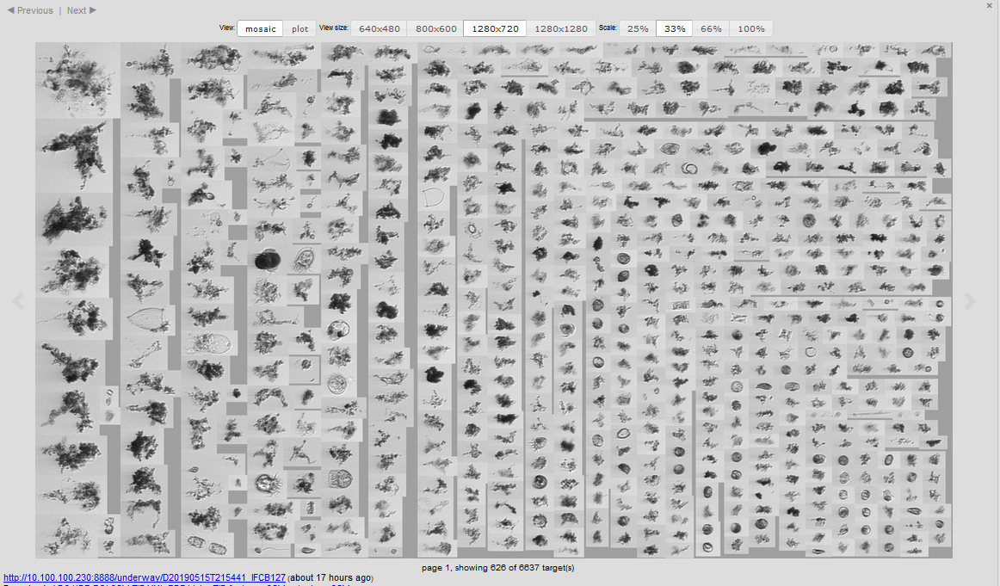 ◀ Previous | Next ▶
View: mosaic plot View size: 640x480 800x600 1280x720 1280x1280 Scale: 25% 33% 66% 100%
page 1, showing 626 of 6637 target(s)
http://10.100.100.230:8888/underway/D20190515T215441_IFCB127 (about 17 hours ago)